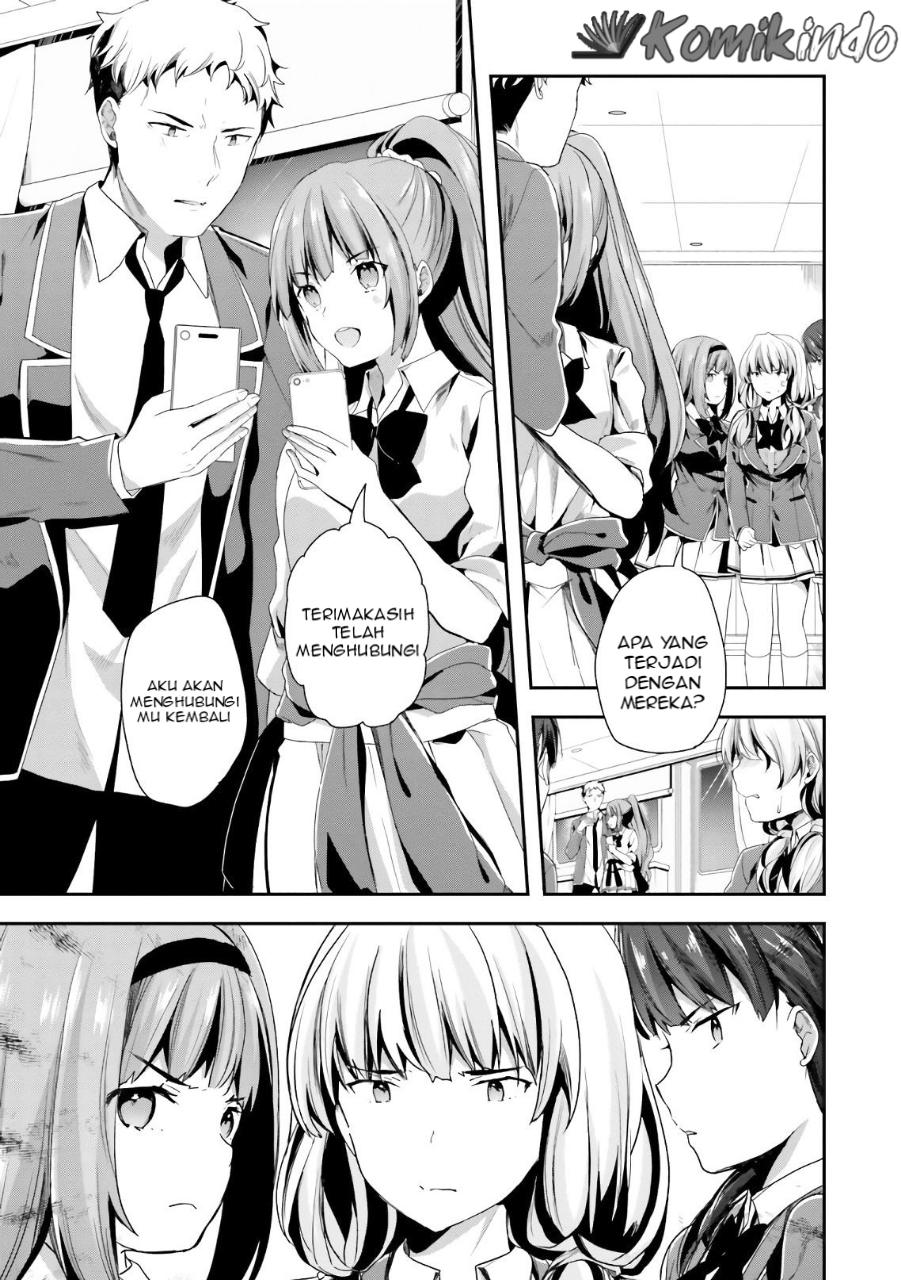 Komikindo
APA YANG
TERJADI
DENGAN
MEREKA?
TERIMAKASIH
TELAH
MENGHUBUNGI
AKU AKAN
MENGHUBUNGI
MU KEMBALI